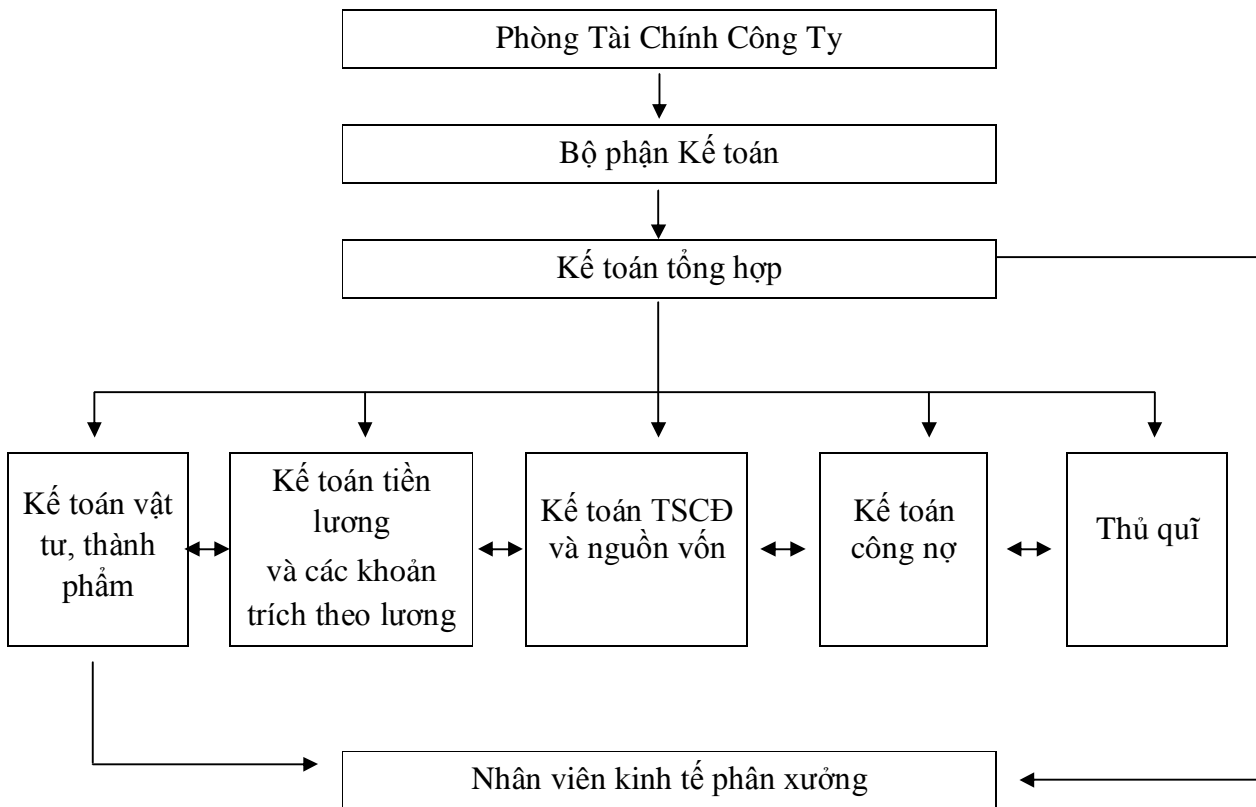 Phòng Tài Chính Công Ty
Bộ phận Kế toán
Kế toán tổng hợp
Kế toán vật
tư, thành
phẩm
Kế toán tiền
lương
và các khoản
trích theo lương
Kế toán TSCĐ
và nguồn vốn
Kế toán
công nợ
Thủ quĩ
Nhân viên kinh tế phân xưởng